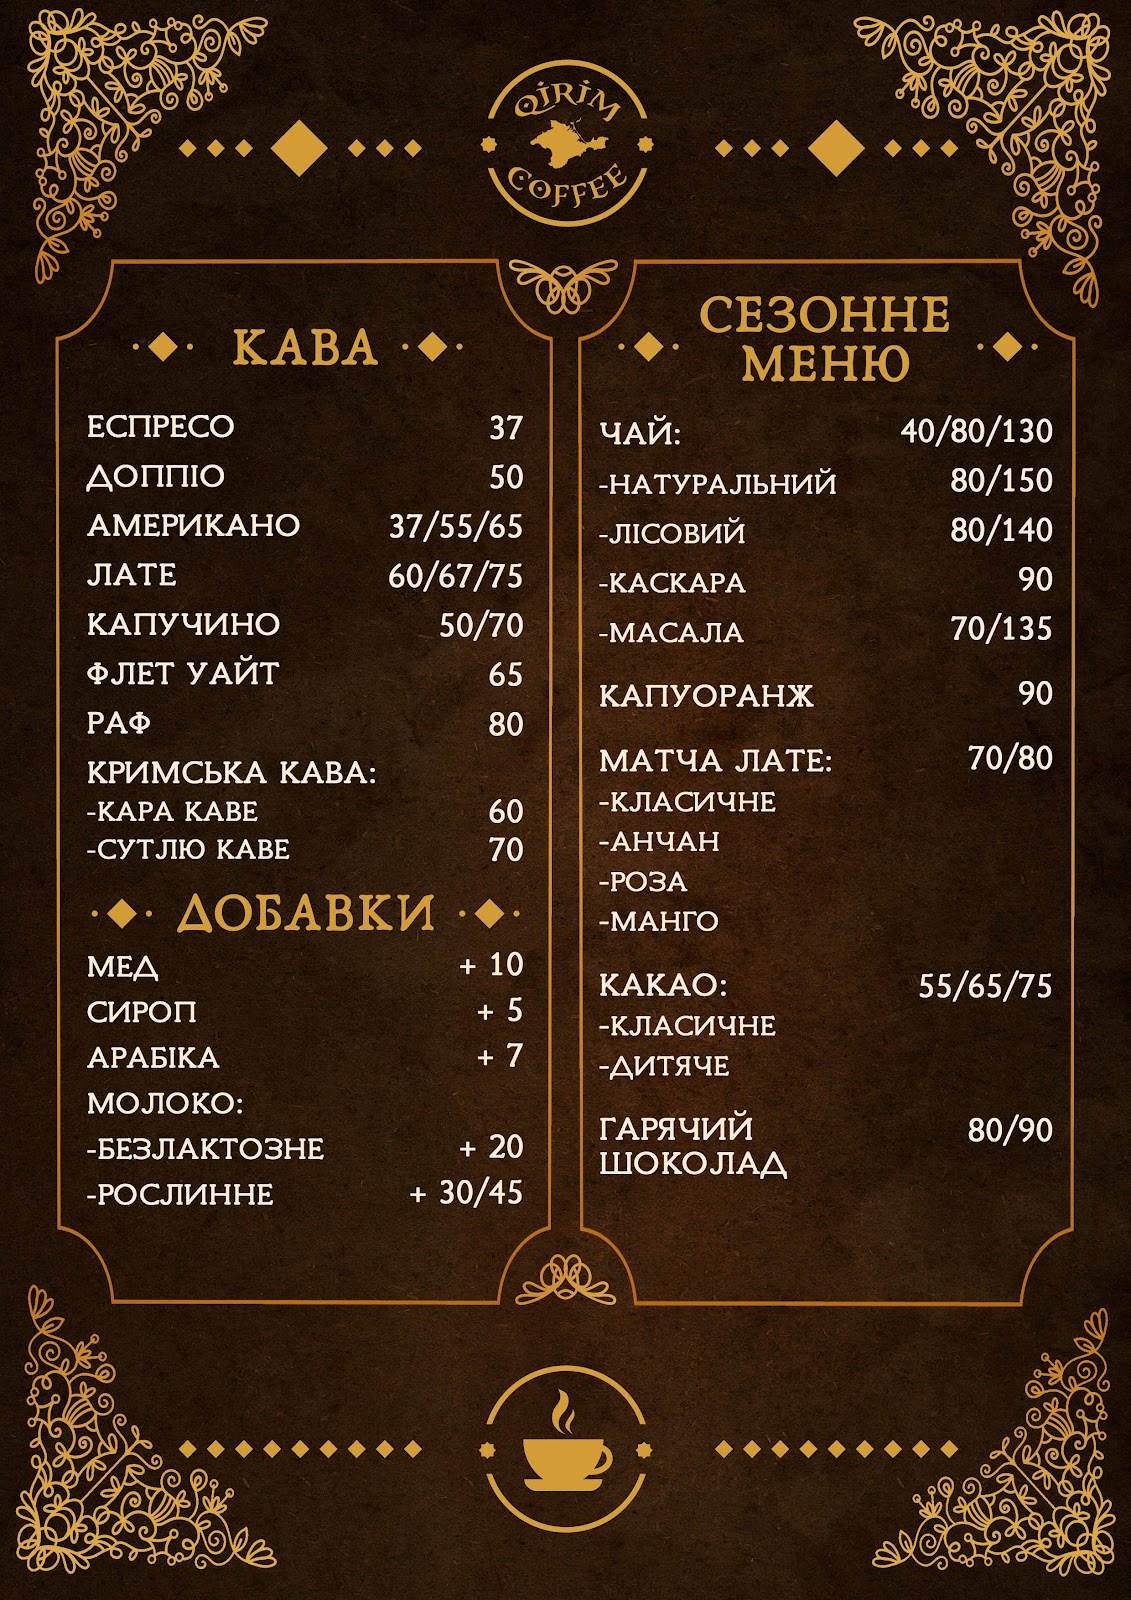 QİRİM
COFFEE
КАВА
ЕСПРЕСО 37
ДОППІО 50
АМЕРИКАНО 37/55/65
ЛАТЕ 60/67/75
КАПУЧИНО 50/70
ФЛЕТ УАЙТ 65
РАФ 80
КРИМСЬКА КАВА:
-КАРА КАВЕ 60
-СУТЛЮ КАВЕ 70
ДОБАВКИ
МЕД + 10
СИРОП + 5
АРАБІКА + 7
МОЛОКО:
-БЕЗЛАКТОЗНЕ + 20
-РОСЛИННЕ + 30/45
СЕЗОННЕ
МЕНЮ
ЧАЙ: 40/80/130
-НАТУРАЛЬНИЙ 80/150
-ЛІСОВИЙ 80/140
-КАСКАРА 90
-МАСАЛА 70/135
КАПУОРАНЖ 90
МАТЧА ЛАТЕ: 70/80
-КЛАСИЧНЕ
-АНЧАН
-РОЗА
-МАНГО
КАКАО: 55/65/75
-КЛАСИЧНЕ
-ДИТЯЧЕ
ГАРЯЧИЙ 80/90
ШОКОЛАД